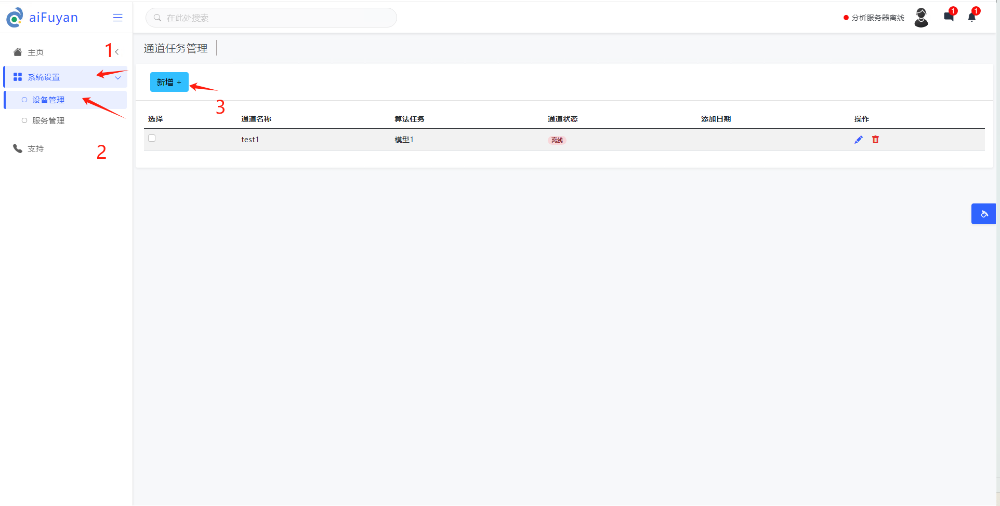 aiFuyan
在此处搜索
分析服务器离线
1
1
主页
1
系统设置
设备管理
服务管理
支持
2
通道任务管理
新增 +
3
选择 通道名称 算法任务 通道状态 添加日期 操作
test1 模型1 离线